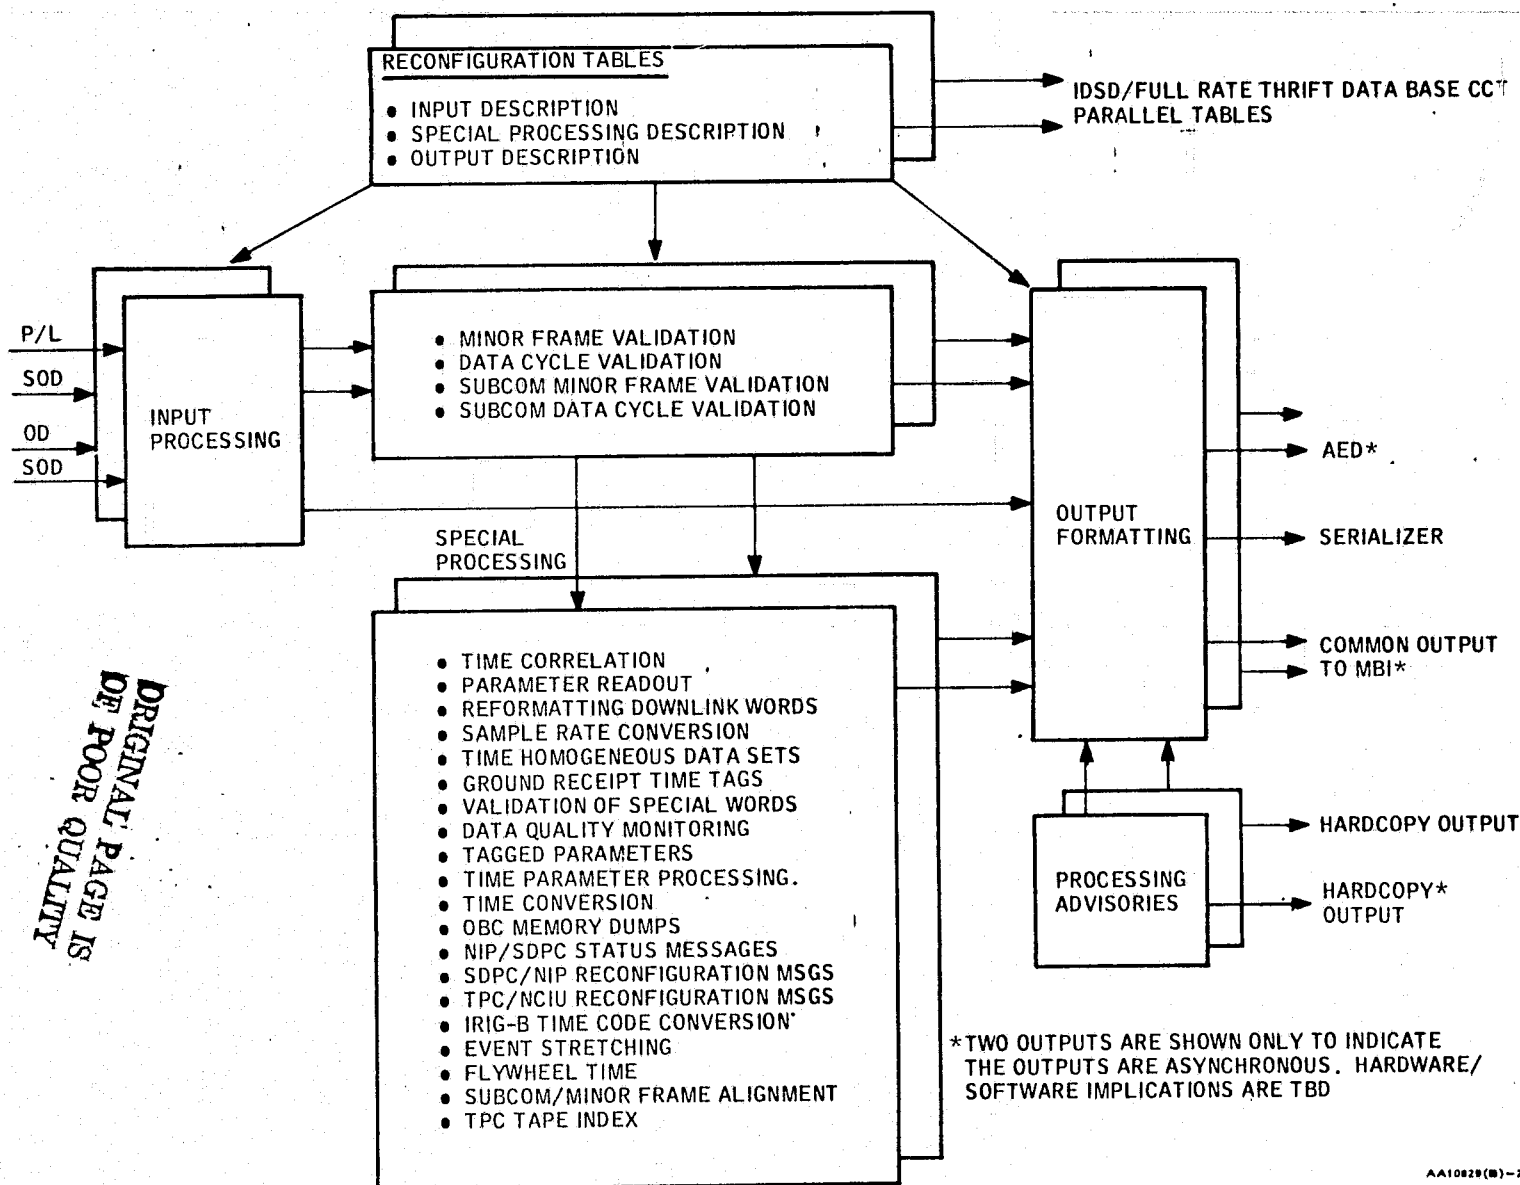 RECONFIGURATION TABLES
• INPUT DESCRIPTION
• SPECIAL PROCESSING DESCRIPTION
• OUTPUT DESCRIPTION
IDSD/FULL RATE THRIFT DATA BASE CCT
PARALLEL TABLES
P/L
SOD
OD
SOD
INPUT
PROCESSING
• MINOR FRAME VALIDATION
• DATA CYCLE VALIDATION
• SUBCOM MINOR FRAME VALIDATION
• SUBCOM DATA CYCLE VALIDATION
SPECIAL
PROCESSING
• TIME CORRELATION
• PARAMETER READOUT
• REFORMATTING DOWNLINK WORDS
• SAMPLE RATE CONVERSION
• TIME HOMOGENEOUS DATA SETS
• GROUND RECEIPT TIME TAGS
• VALIDATION OF SPECIAL WORDS
• DATA QUALITY MONITORING
• TAGGED PARAMETERS
• TIME PARAMETER PROCESSING.
• TIME CONVERSION
• OBC MEMORY DUMPS
• NIP/SDPC STATUS MESSAGES
• SDPC/NIP RECONFIGURATION MSGS
• TPC/NCIU RECONFIGURATION MSGS
• IRIG-B TIME CODE CONVERSION
• EVENT STRETCHING
• FLYWHEEL TIME
• SUBCOM/MINOR FRAME ALIGNMENT
• TPC TAPE INDEX
OUTPUT
FORMATTING
AED*
SERIALIZER
COMMON OUTPUT
TO MBI*
PROCESSING
ADVISORIES
HARDCOPY OUTPUT
HARDCOPY*
OUTPUT
*TWO OUTPUTS ARE SHOWN ONLY TO INDICATE
THE OUTPUTS ARE ASYNCHRONOUS. HARDWARE/
SOFTWARE IMPLICATIONS ARE TBD
ORIGINAL PAGE IS
OF POOR QUALITY